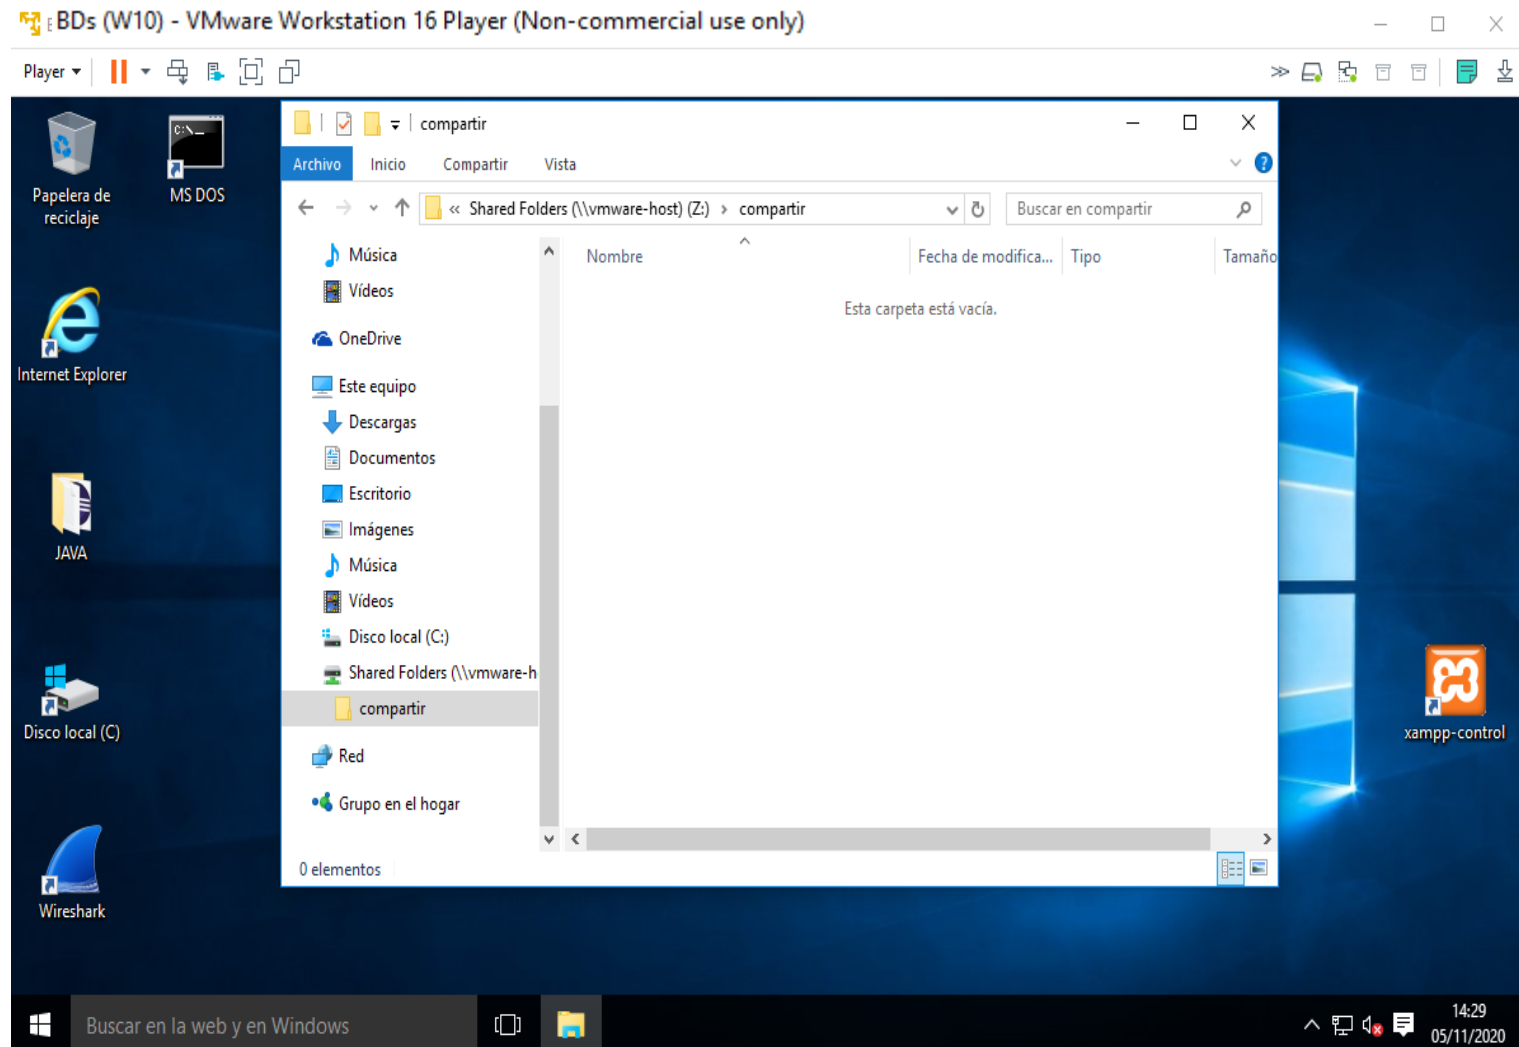 BDs (W10) - VMware Workstation 16 Player (Non-commercial use only)
Player
Papelera de
reciclaje
MS DOS
Internet Explorer
JAVA
Disco local (C)
Wireshark
compartir
Archivo Inicio Compartir Vista
« Shared Folders (\\vmware-host) (Z:) › compartir
Buscar en compartir
Música
Vídeos
OneDrive
Este equipo
Descargas
Documentos
Escritorio
Imágenes
Música
Vídeos
Disco local (C:)
Shared Folders (\\vmware-h
compartir
Red
Grupo en el hogar
Nombre Fecha de modifica... Tipo Tamaño
Esta carpeta está vacía.
0 elementos
xampp-control
Buscar en la web y en Windows
14:29
05/11/2020